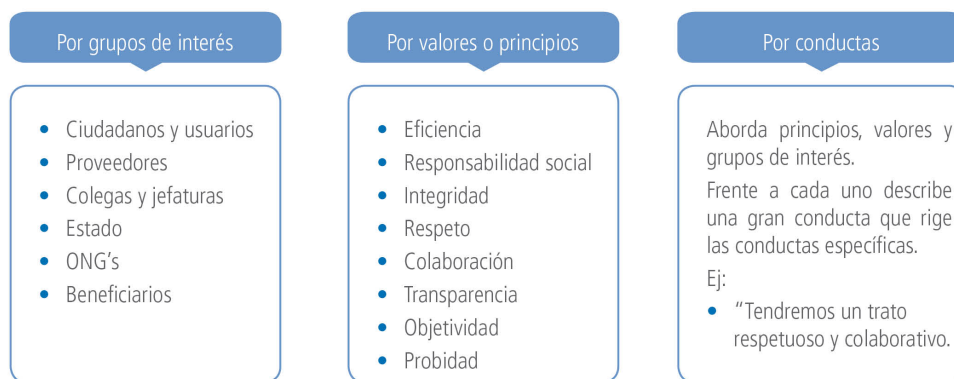 Por grupos de interés
• Ciudadanos y usuarios
• Proveedores
• Colegas y jefaturas
• Estado
• ONG’s
• Beneficiarios
Por valores o principios
• Eficiencia
• Responsabilidad social
• Integridad
• Respeto
• Colaboración
• Transparencia
• Objetividad
• Probidad
Por conductas
Aborda principios, valores y
grupos de interés.
Frente a cada uno describe
una gran conducta que rige
las conductas específicas.
Ej:
• “Tendremos un trato
respetuoso y colaborativo.